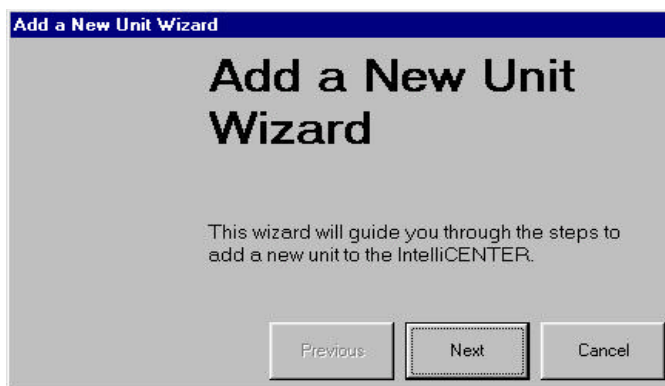 Add a New Unit Wizard
Add a New Unit
Wizard
This wizard will guide you through the steps to
add a new unit to the IntelliCENTER.
Previous Next Cancel